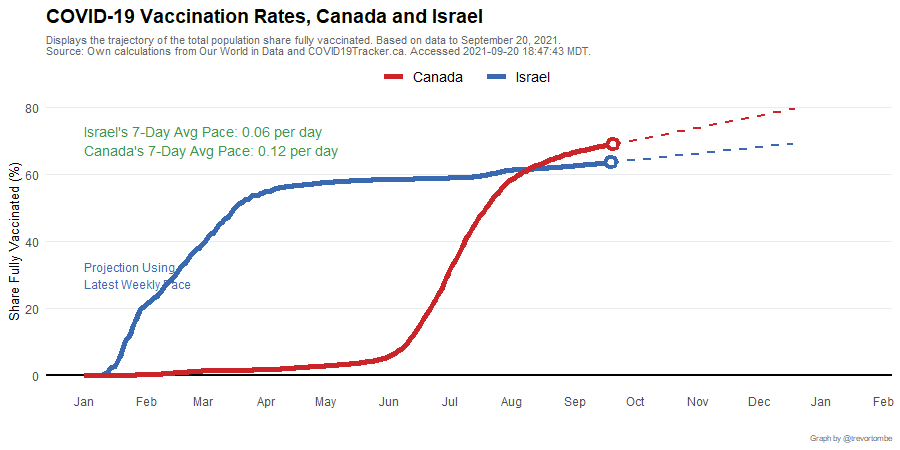 COVID-19 Vaccination Rates, Canada and Israel
Displays the trajectory of the total population share fully vaccinated. Based on data to September 20, 2021.
Source: Own calculations from Our World in Data and COVID19Tracker.ca. Accessed 2021-09-20 18:47:43 MDT.
Canada Israel
80
Israel's 7-Day Avg Pace: 0.06 per day
Canada's 7-Day Avg Pace: 0.12 per day
60
Share Fully Vaccinated (%)
40
Projection Using
Latest Weekly Pace
20
0
Jan Feb Mar Apr May Jun Jul Aug Sep Oct Nov Dec Jan Feb
Graph by @trevortombe